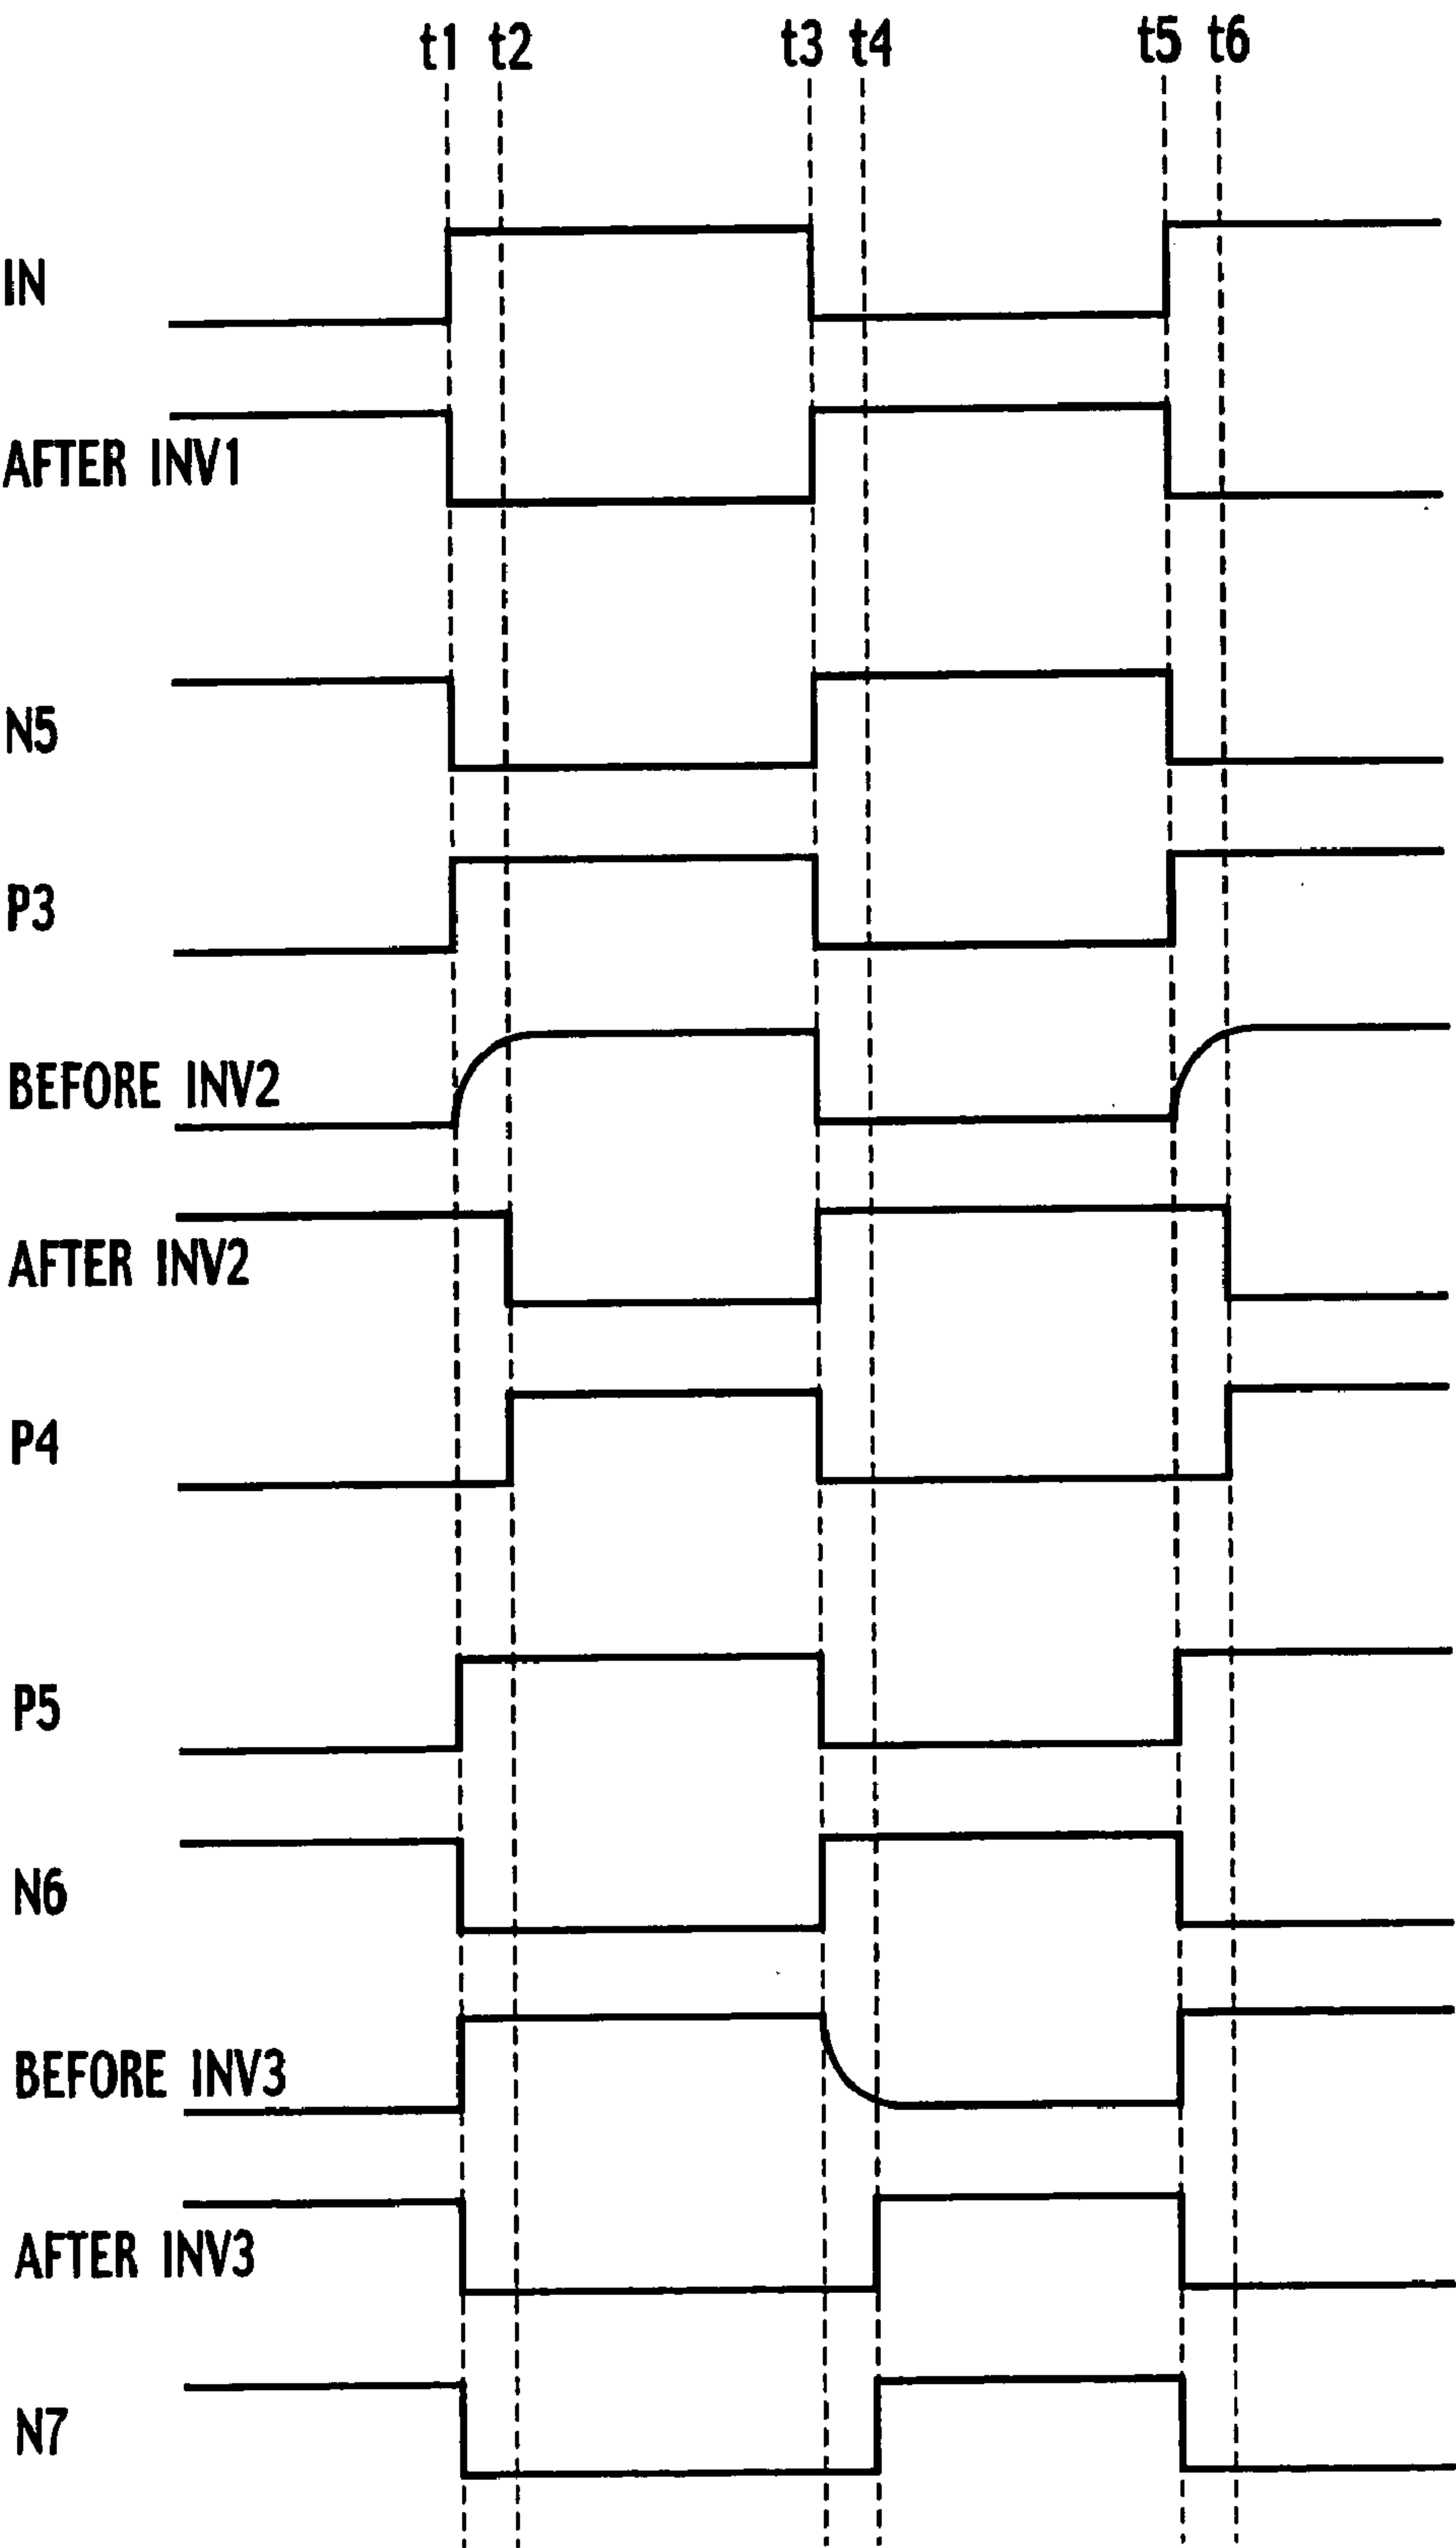 t1 t2 t3 t4 t5 t6
IN
AFTER INV1
N5
P3
BEFORE INV2
AFTER INV2
P4
P5
N6
BEFORE INV3
AFTER INV3
N7